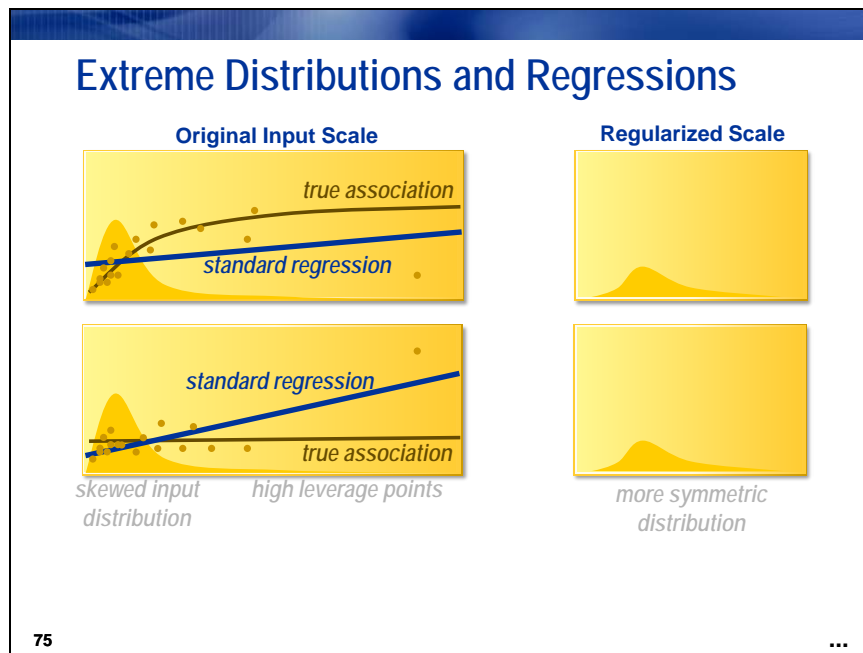 Extreme Distributions and Regressions
Original Input Scale
true association
standard regression
standard regression
true association
skewed input
distribution
high leverage points
Regularized Scale
more symmetric
distribution
75
...